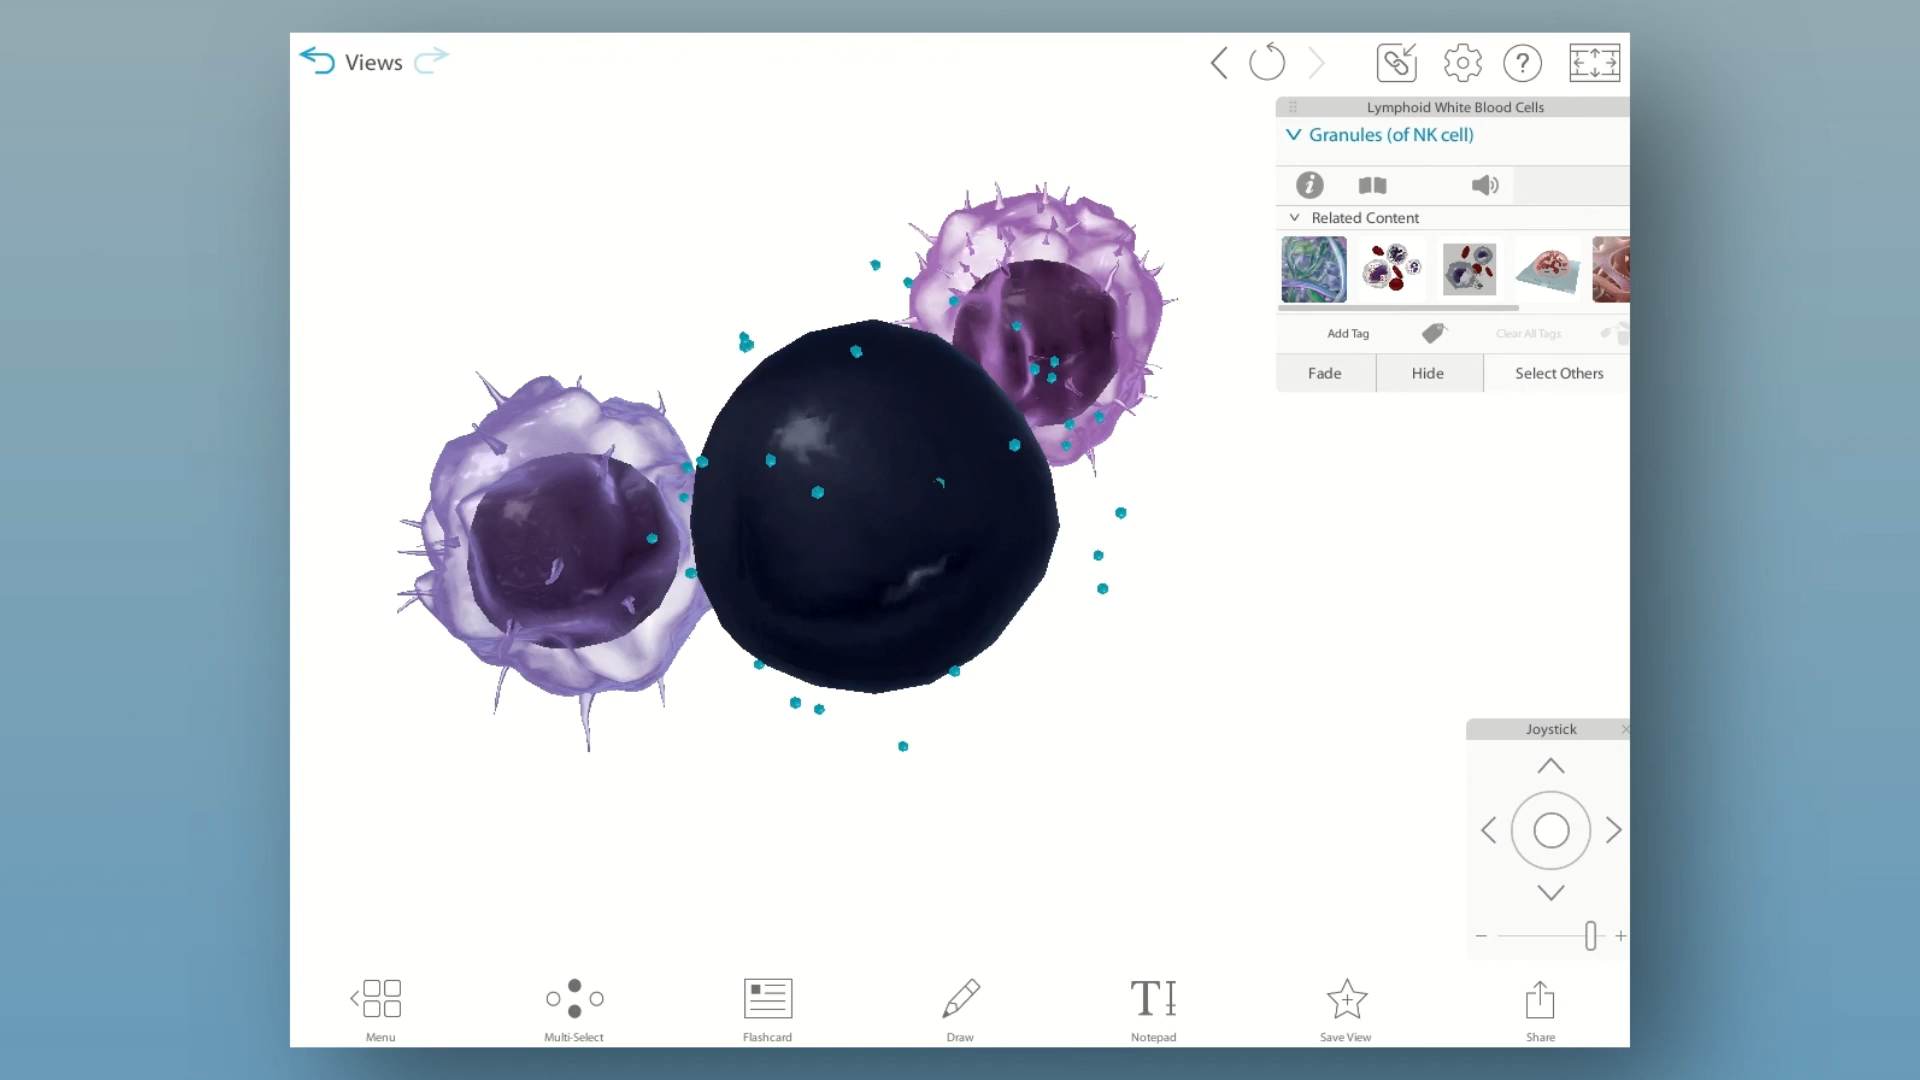 Views
Lymphoid White Blood Cells
Granules (of NK cell)
Related Content
Add Tag
Clear All Tags
Fade
Hide
Select Others
Joystick
Menu
Multi-Select
Flashcard
Draw
Notepad
Save View
Share